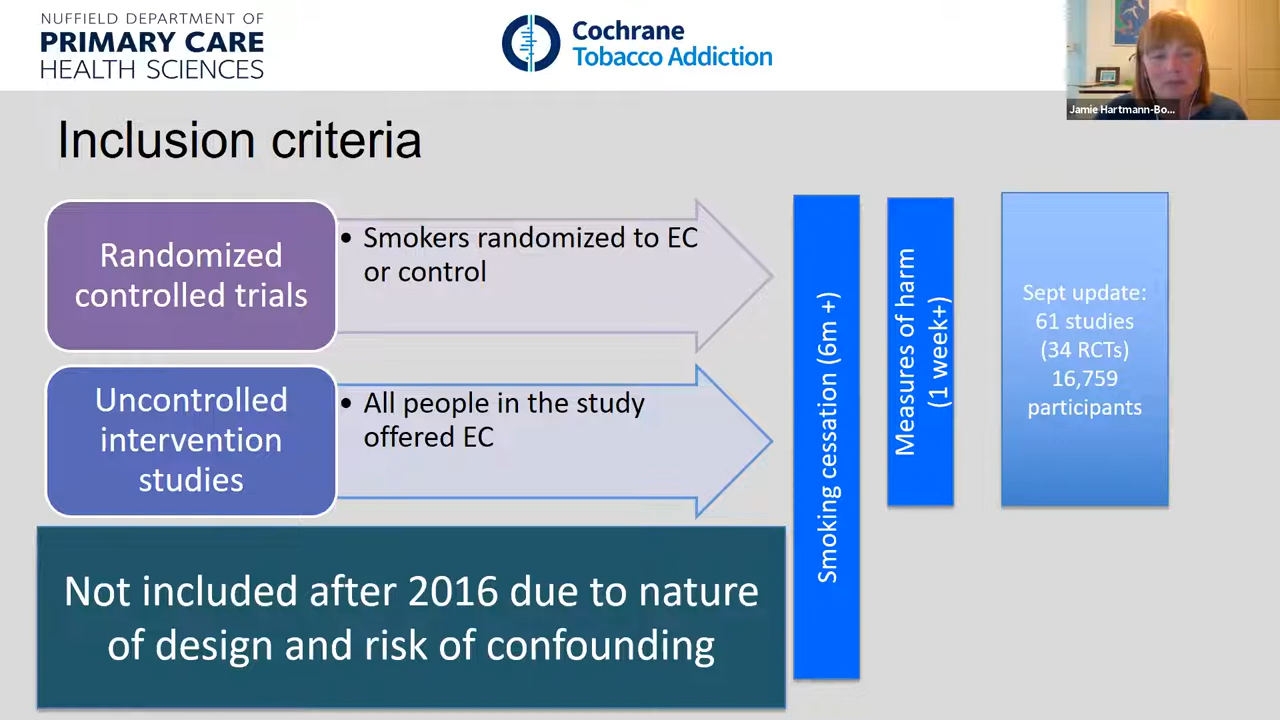 NUFFIELD DEPARTMENT OF
PRIMARY CARE
HEALTH SCIENCES
Cochrane
Tobacco Addiction
Jamie Hartmann-Bo...
Inclusion criteria
Randomized
controlled trials
• Smokers randomized to EC
or control
Uncontrolled
intervention
studies
• All people in the study
offered EC
Not included after 2016 due to nature
of design and risk of confounding
Smoking cessation (6m +)
Measures of harm
(1 week+)
Sept update:
61 studies
(34 RCTs)
16,759
participants